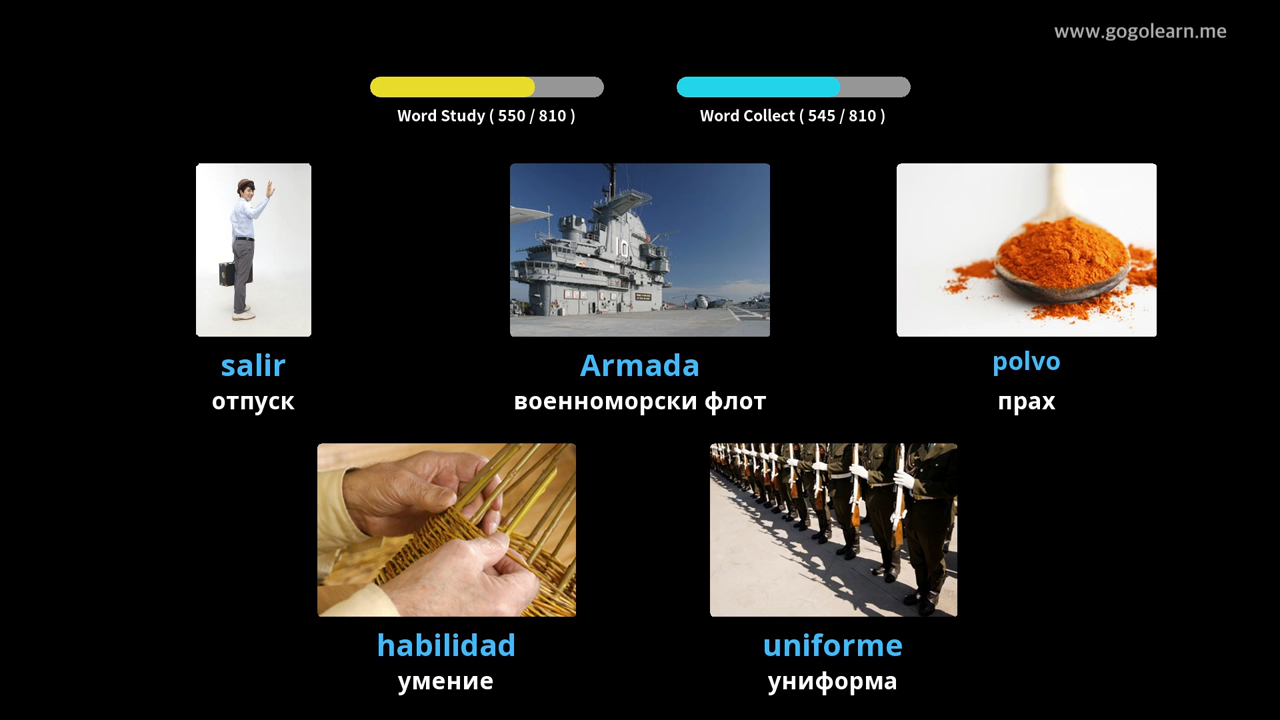 www.gogolearn.me
Word Study ( 550 / 810 )
Word Collect ( 545 / 810 )
salir
отпуск
Armada
военноморски флот
polvo
прах
habilidad
умение
uniforme
униформа